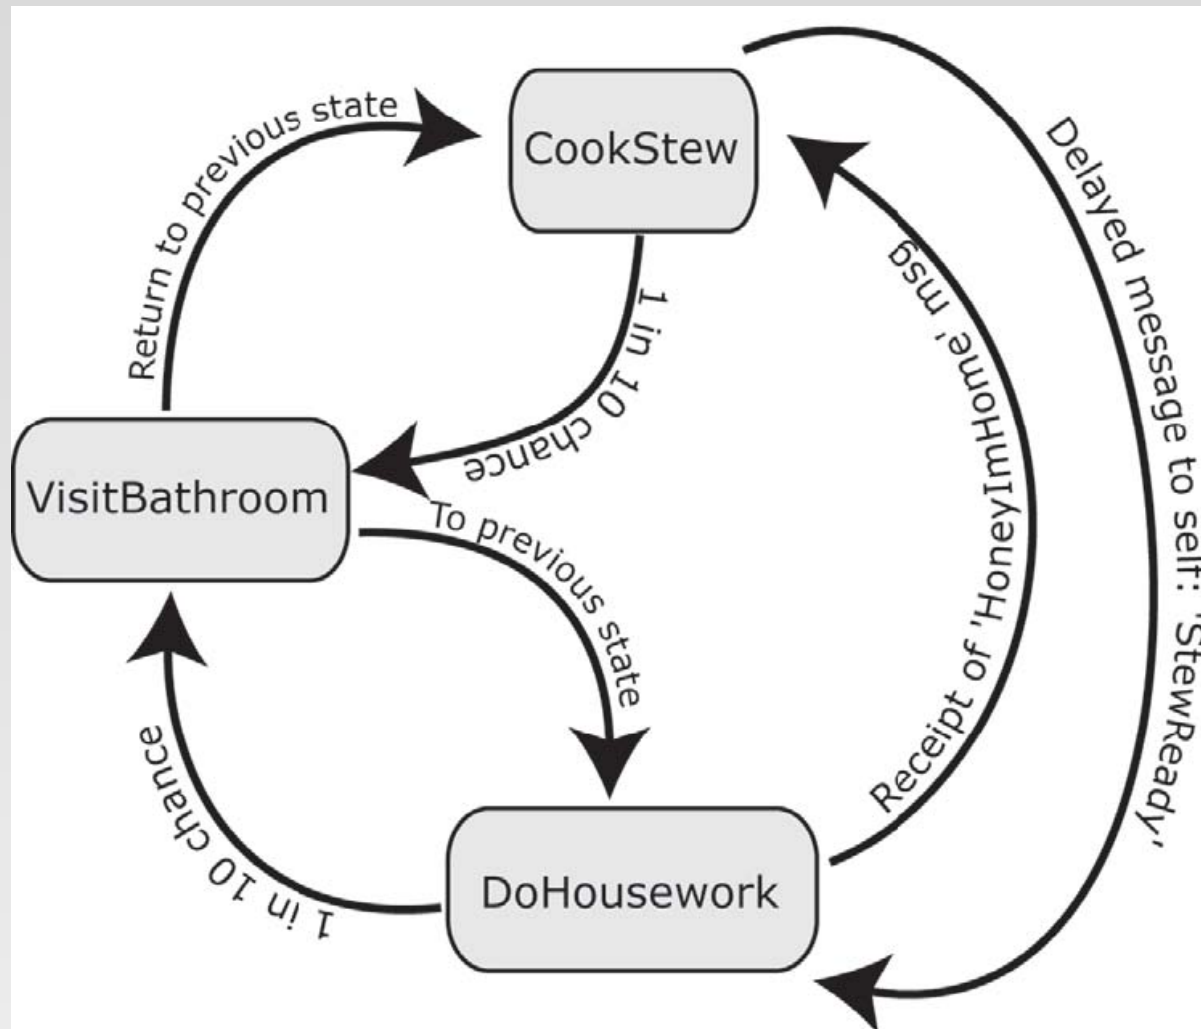 CookStew
Return to previous state
Delayed message to self: 'StewReady'
Receipt of 'HoneyImHome' msg
1 in 10 chance
VisitBathroom
To previous state
1 in 10 chance
DoHousework